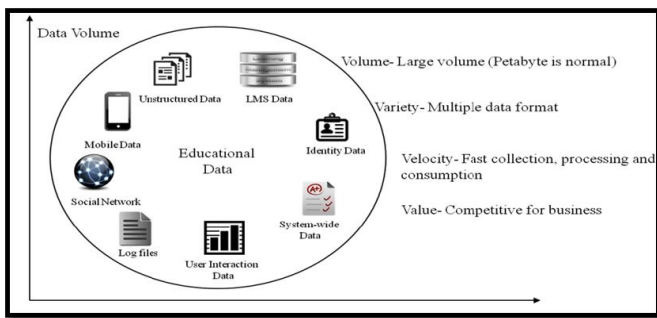 Data Volume
Volume- Large volume (Petabyte is normal)
Unstructured Data
LMS Data
Variety- Multiple data format
Mobile Data
Educational
Data
Identity Data
Velocity- Fast collection, processing and
consumption
Social Network
A+
System-wide
Data
Value- Competitive for business
Log files
User Interaction
Data